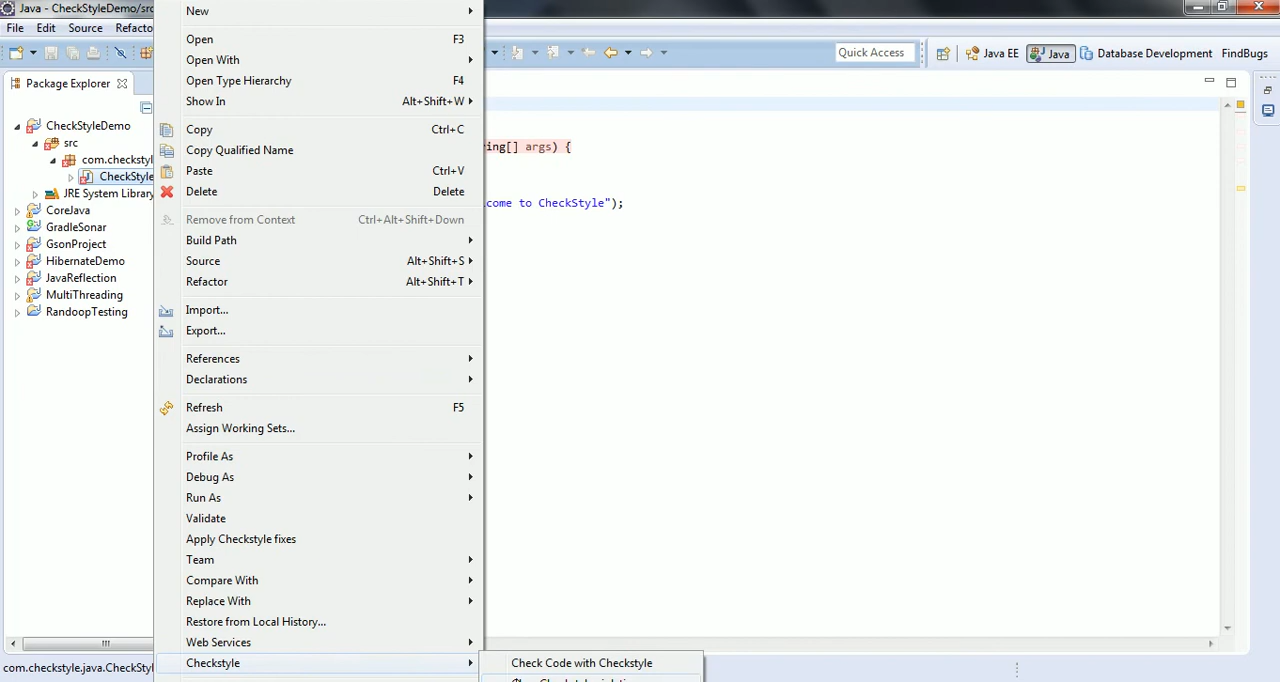 Java - CheckStyleDemo/src
File Edit Source Refacto
Quick Access
Java EE
Java
Database Development
FindBugs
Package Explorer
CheckStyleDemo
src
com.checkstyl
CheckStyle
JRE System Library
CoreJava
GradleSonar
GsonProject
HibernateDemo
JavaReflection
MultiThreading
RandoopTesting
New
Open F3
Open With
Open Type Hierarchy F4
Show In Alt+Shift+W
Copy Ctrl+C
Copy Qualified Name
Paste Ctrl+V
Delete Delete
Remove from Context Ctrl+Alt+Shift+Down
Build Path
Source Alt+Shift+S
Refactor Alt+Shift+T
Import...
Export...
References
Declarations
Refresh F5
Assign Working Sets...
Profile As
Debug As
Run As
Validate
Apply Checkstyle fixes
Team
Compare With
Replace With
Restore from Local History...
Web Services
Checkstyle
Check Code with Checkstyle
ing[] args) {
come to CheckStyle");
com.checkstyle.java.CheckSty